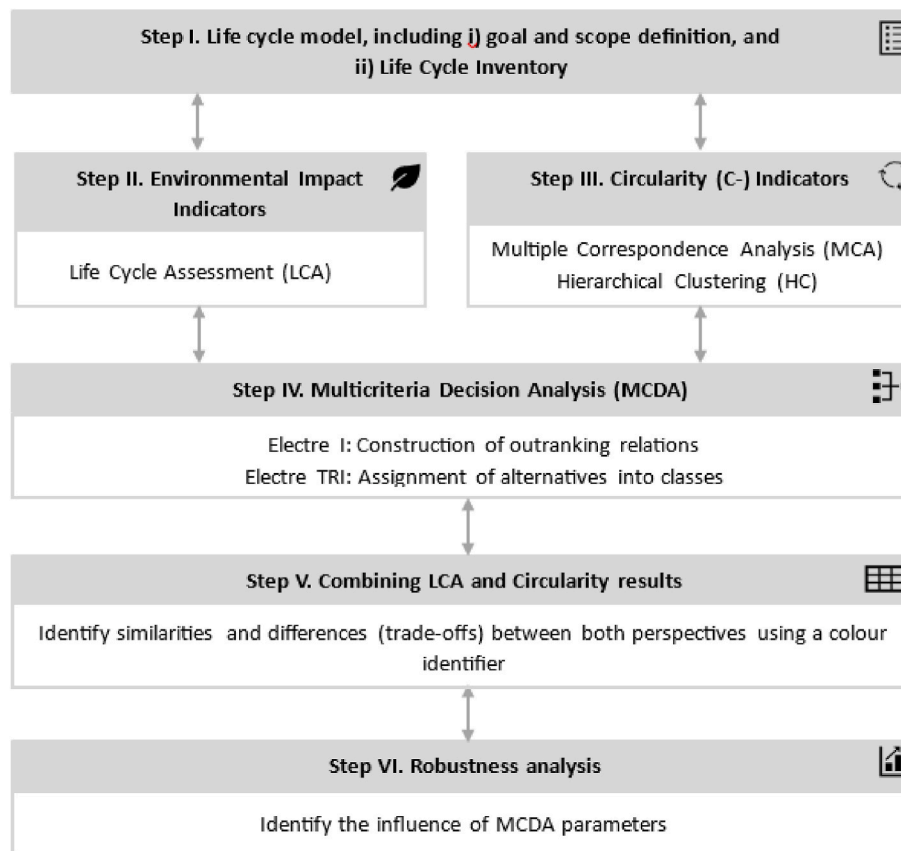 Step I. Life cycle model, including i) goal and scope definition, and
ii) Life Cycle Inventory
Step II. Environmental Impact
Indicators
Life Cycle Assessment (LCA)
Step III. Circularity (C-) Indicators
Multiple Correspondence Analysis (MCA)
Hierarchical Clustering (HC)
Step IV. Multicriteria Decision Analysis (MCDA)
Electre I: Construction of outranking relations
Electre TRI: Assignment of alternatives into classes
Step V. Combining LCA and Circularity results
Identify similarities and differences (trade-offs) between both perspectives using a colour
identifier
Step VI. Robustness analysis
Identify the influence of MCDA parameters